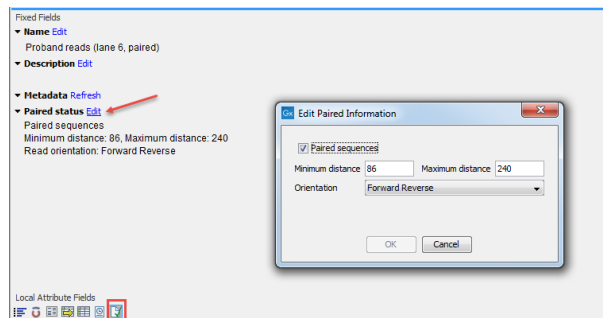 Fixed Fields
Name Edit
Proband reads (lane 6, paired)
Description Edit
Metadata Refresh
Paired status Edit
Paired sequences
Minimum distance: 86, Maximum distance: 240
Read orientation: Forward Reverse
Gx Edit Paired Information
Paired sequences
Minimum distance 86 Maximum distance 240
Orientation Forward Reverse
OK Cancel
Local Attribute Fields